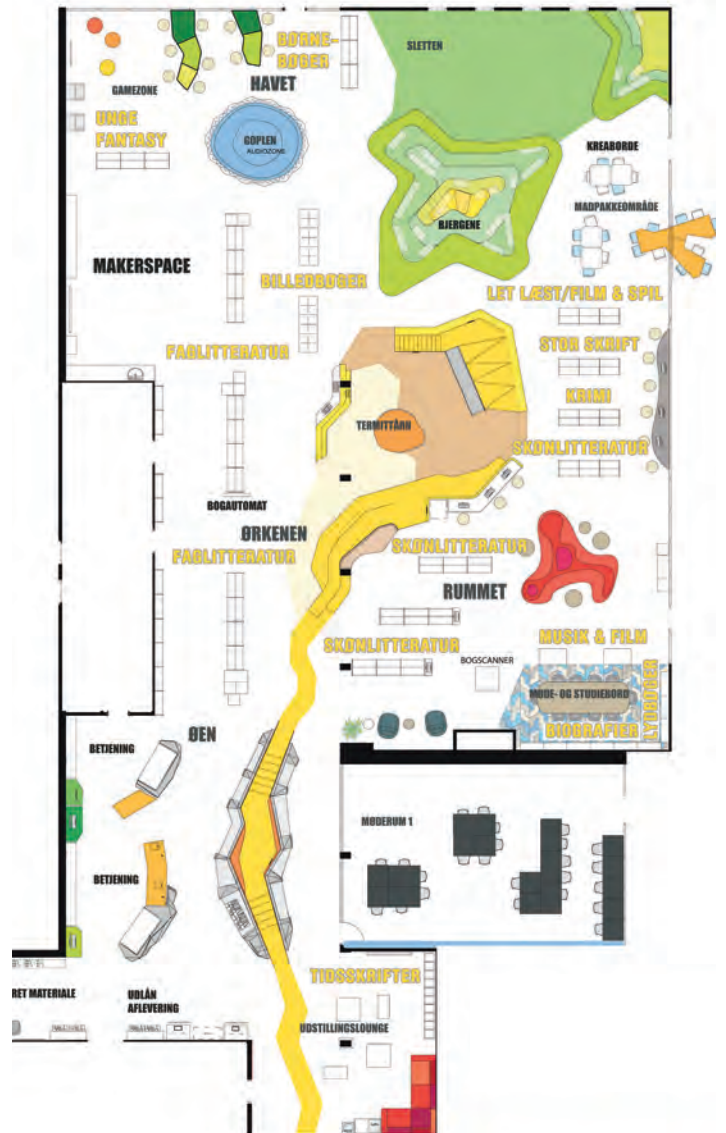 BØRNE-
BØGER
SLETTEN
GAMEZONE
HAVET
UNGE
FANTASY
GOPLEN
AUDIOZONE
KREABORDE
MADPAKKEOMRÅDE
BJERGENE
MAKERSPACE
BILLEDBØGER
LET LÆST/FILM & SPIL
FAGLITTERATUR
STOR SKRIFT
KRIMI
TERMITTÅRN
SKØNLITTERATUR
BOGAUTOMAT
ØRKENEN
FAGLITTERATUR
SKØNLITTERATUR
RUMMET
SKØNLITTERATUR
MUSIK & FILM
BOGSCANNER
MØDE- OG STUDIEBORD
LYDBØGER
BIOGRAFIER
ØEN
BETJENING
MØDERUM 1
BETJENING
TIDSSKRIFTER
RET MATERIALE
UDLÅN
AFLEVERING
UDSTILLINGSLOUNGE